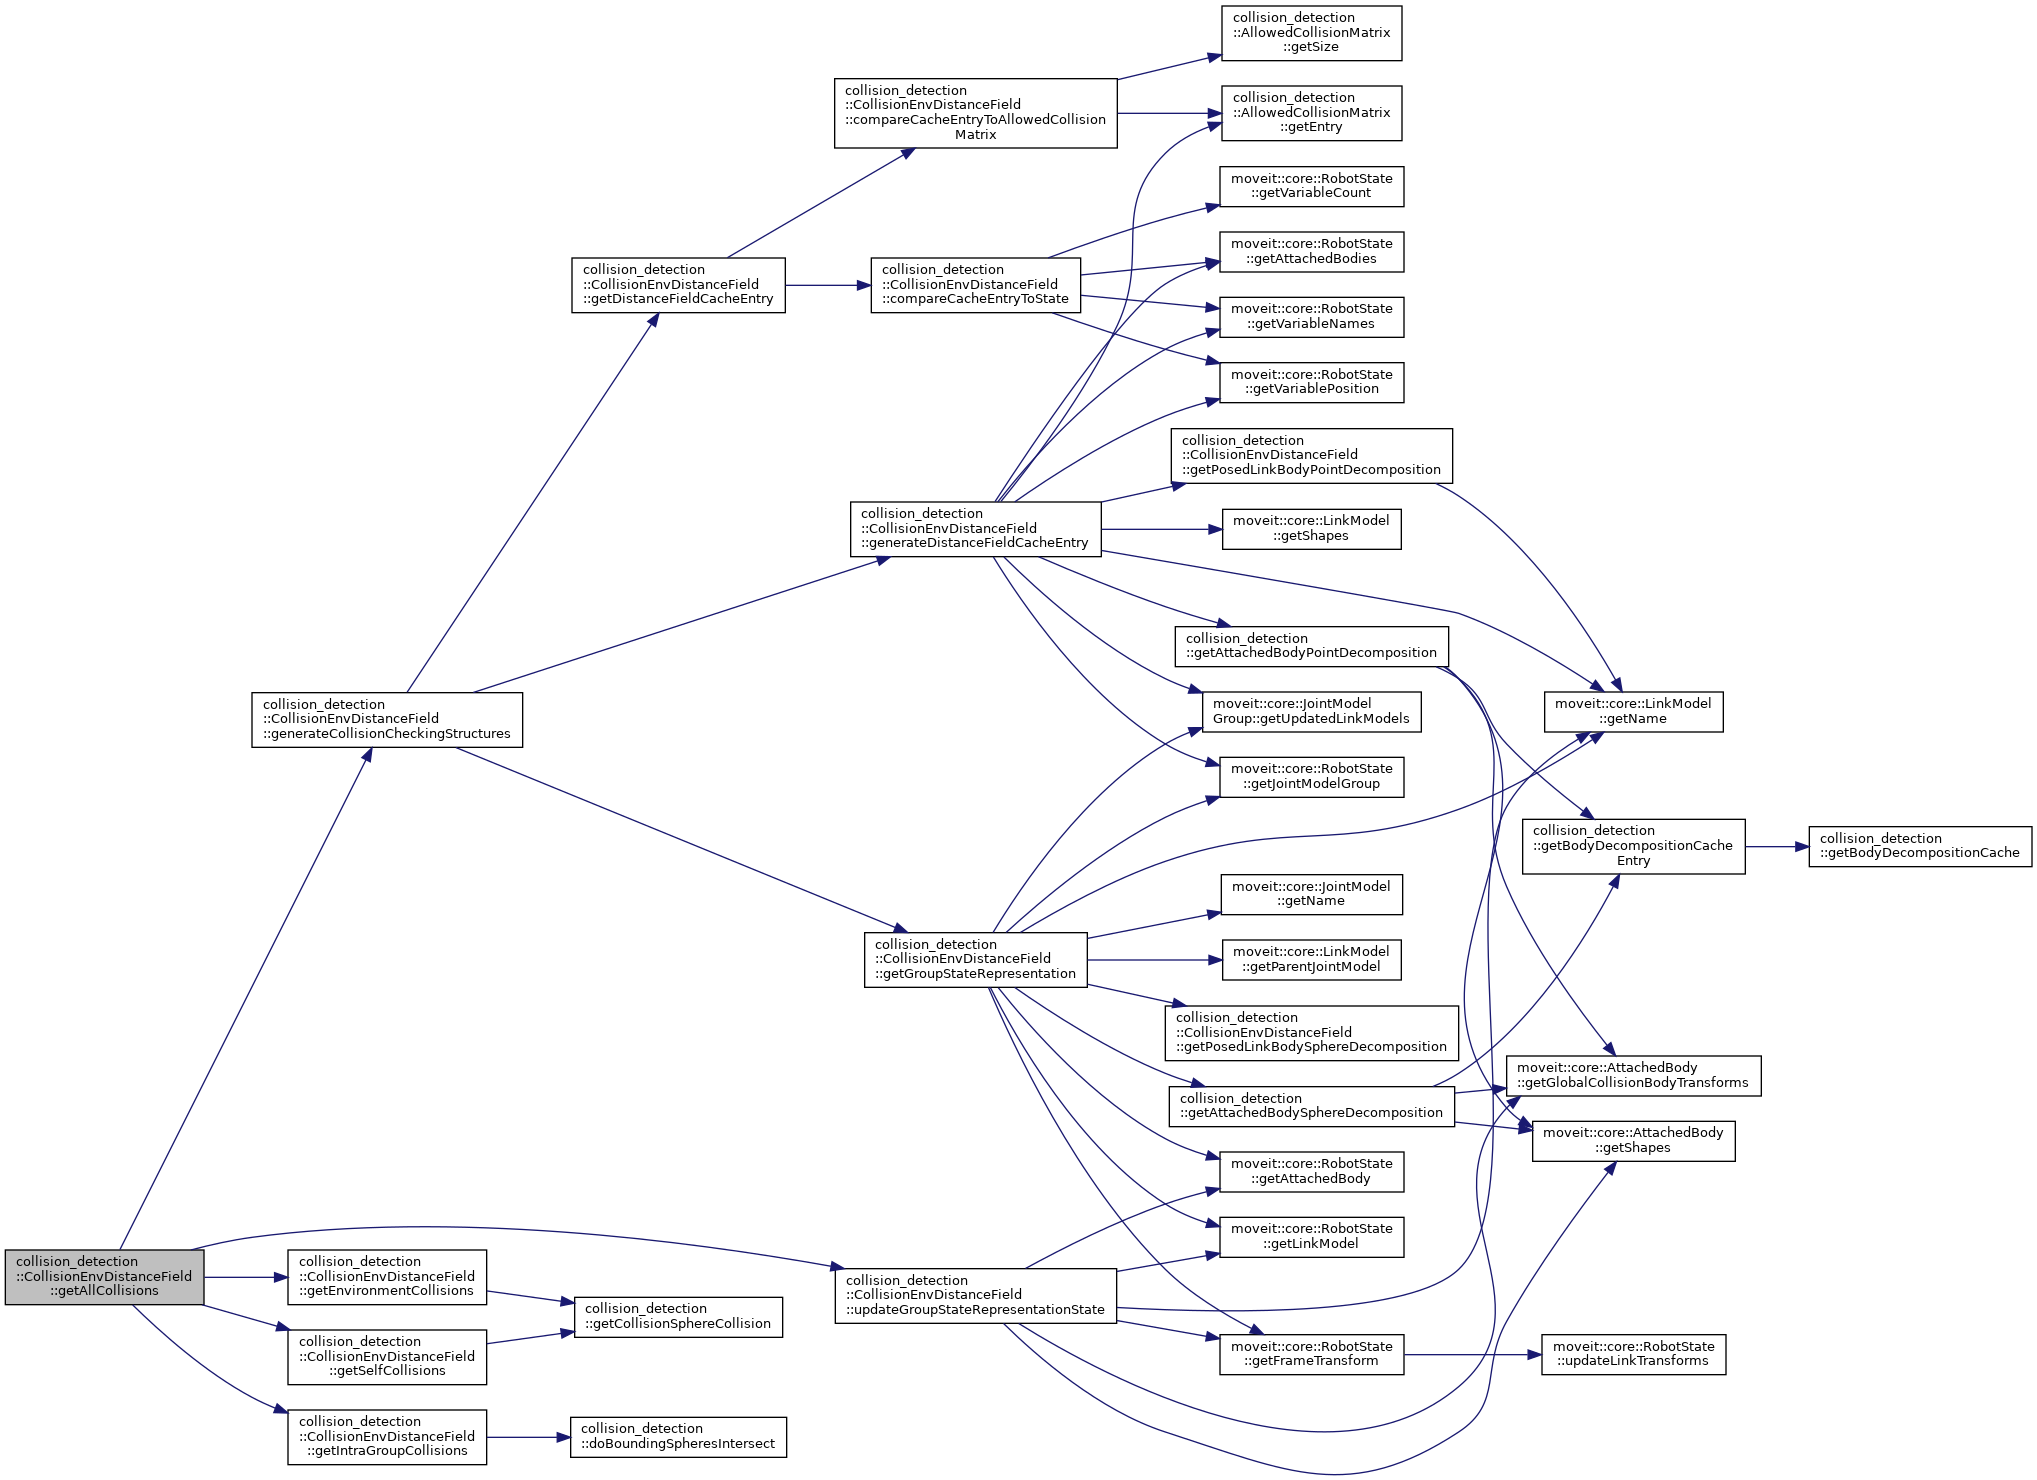 collision_detection
::AllowedCollisionMatrix
::getSize
collision_detection
::CollisionEnvDistanceField
::compareCacheEntryToAllowedCollision
Matrix
collision_detection
::AllowedCollisionMatrix
::getEntry
moveit::core::RobotState
::getVariableCount
moveit::core::RobotState
::getAttachedBodies
collision_detection
::CollisionEnvDistanceField
::getDistanceFieldCacheEntry
collision_detection
::CollisionEnvDistanceField
::compareCacheEntryToState
moveit::core::RobotState
::getVariableNames
moveit::core::RobotState
::getVariablePosition
collision_detection
::CollisionEnvDistanceField
::getPosedLinkBodyPointDecomposition
collision_detection
::CollisionEnvDistanceField
::generateDistanceFieldCacheEntry
moveit::core::LinkModel
::getShapes
collision_detection
::getAttachedBodyPointDecomposition
collision_detection
::CollisionEnvDistanceField
::generateCollisionCheckingStructures
moveit::core::JointModel
Group::getUpdatedLinkModels
moveit::core::LinkModel
::getName
moveit::core::RobotState
::getJointModelGroup
collision_detection
::getBodyDecompositionCache
Entry
collision_detection
::getBodyDecompositionCache
moveit::core::JointModel
::getName
collision_detection
::CollisionEnvDistanceField
::getGroupStateRepresentation
moveit::core::LinkModel
::getParentJointModel
collision_detection
::CollisionEnvDistanceField
::getPosedLinkBodySphereDecomposition
moveit::core::AttachedBody
::getGlobalCollisionBodyTransforms
collision_detection
::getAttachedBodySphereDecomposition
moveit::core::AttachedBody
::getShapes
moveit::core::RobotState
::getAttachedBody
moveit::core::RobotState
::getLinkModel
collision_detection
::CollisionEnvDistanceField
::getAllCollisions
collision_detection
::CollisionEnvDistanceField
::getEnvironmentCollisions
collision_detection
::CollisionEnvDistanceField
::updateGroupStateRepresentationState
collision_detection
::getCollisionSphereCollision
collision_detection
::CollisionEnvDistanceField
::getSelfCollisions
moveit::core::RobotState
::getFrameTransform
moveit::core::RobotState
::updateLinkTransforms
collision_detection
::CollisionEnvDistanceField
::getIntraGroupCollisions
collision_detection
::doBoundingSpheresIntersect